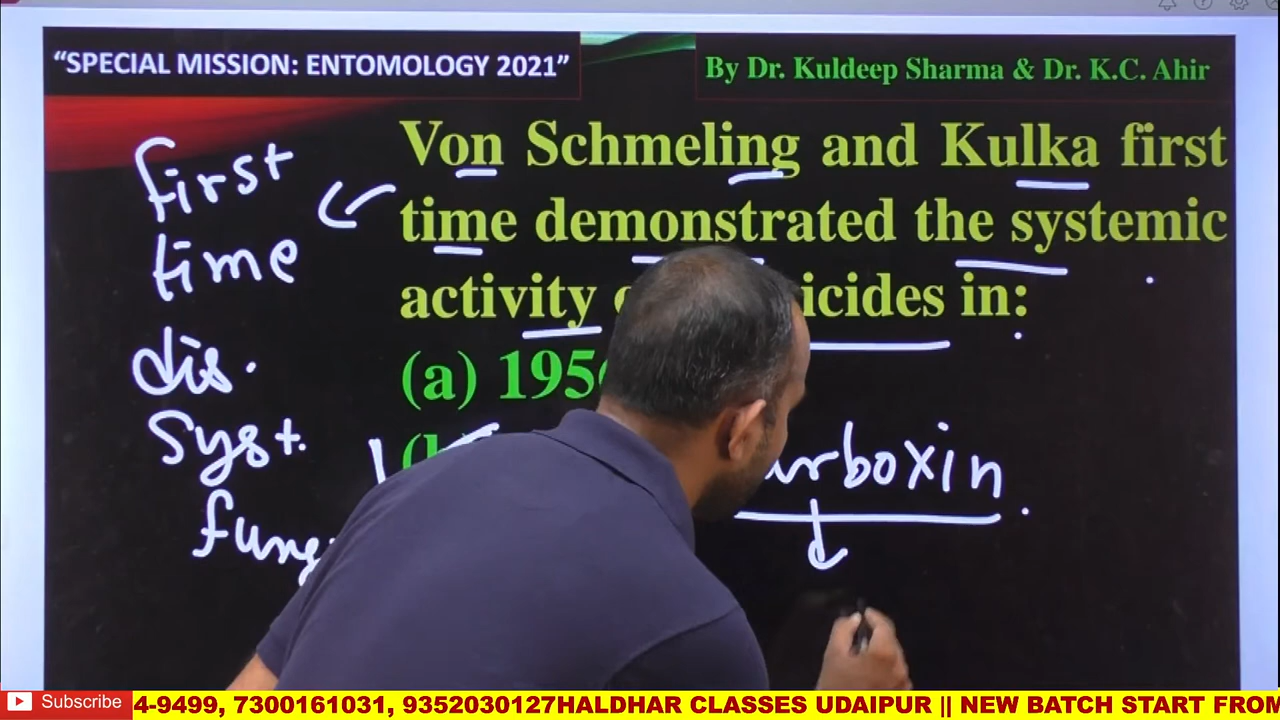 “SPECIAL MISSION: ENTOMOLOGY 2021”
By Dr. Kuldeep Sharma & Dr. K.C. Ahir
Von Schmeling and Kulka first
time demonstrated the systemic
activity icides in:
(a) 195
first
time
dis.
syst.
fung
urboxin
Subscribe
4-9499, 7300161031, 9352030127HALDHAR CLASSES UDAIPUR || NEW BATCH START FROM